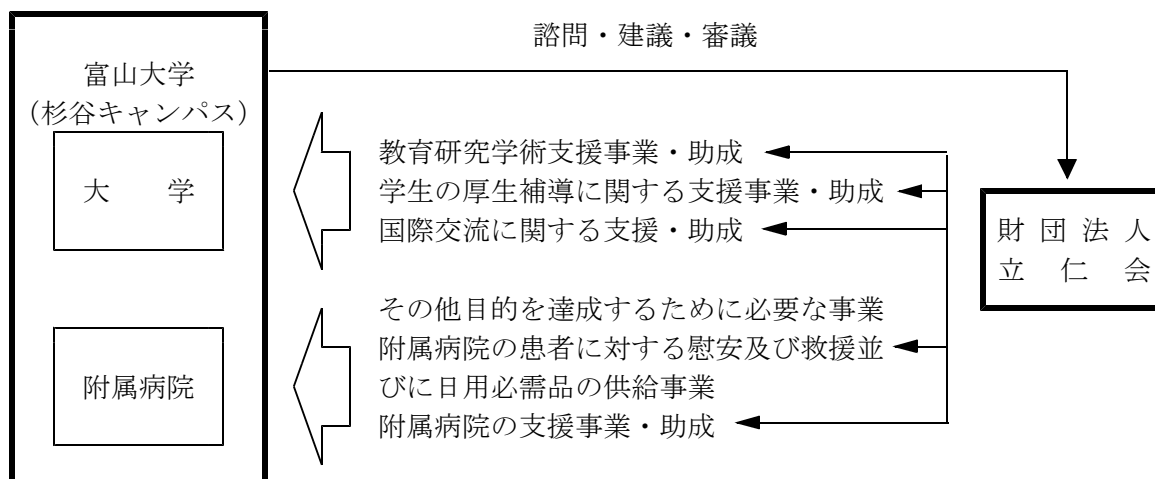 諮問・建議・審議
富山大学
(杉谷キャンパス)
大　学
附属病院
教育研究学術支援事業・助成
学生の厚生補導に関する支援事業・助成
国際交流に関する支援・助成
その他目的を達成するために必要な事業
附属病院の患者に対する慰安及び救援並
びに日用必需品の供給事業
附属病院の支援事業・助成
財団法人
立仁会